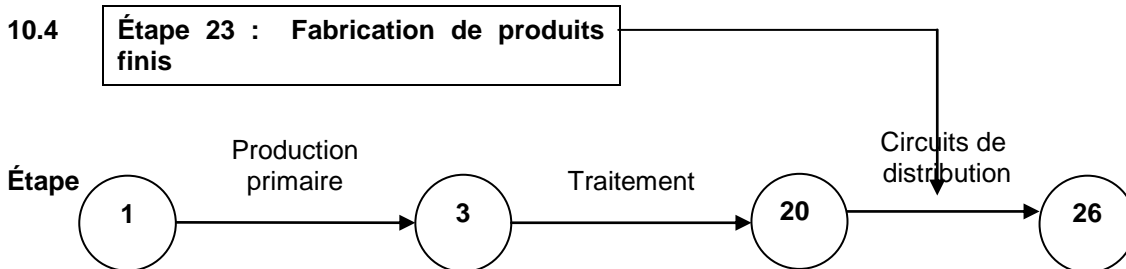 10.4 Étape 23 : Fabrication de produits
finis
Production
primaire
Traitement
Circuits de
distribution
Étape
1
3
20
26